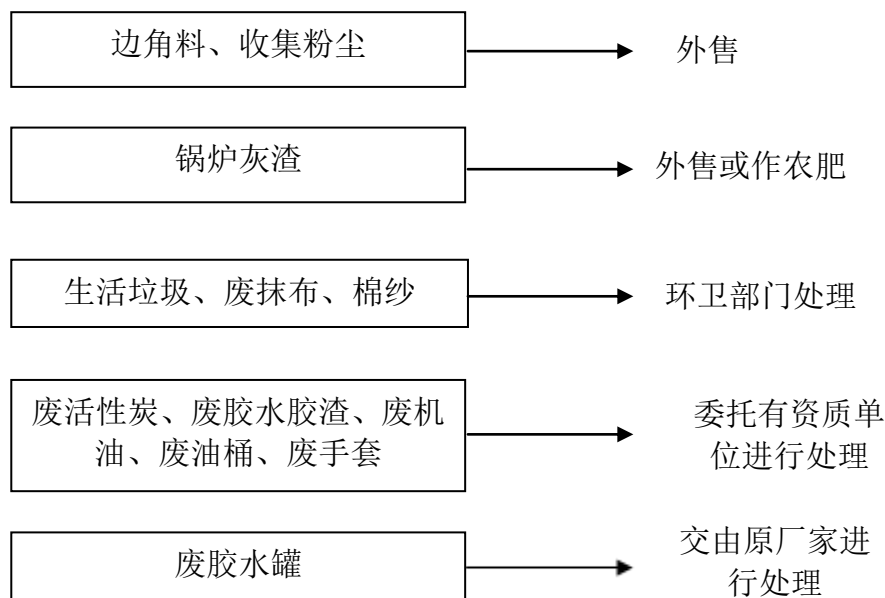 边角料、收集粉尘
外售
锅炉灰渣
外售或作农肥
生活垃圾、废抹布、棉纱
环卫部门处理
废活性炭、废胶水胶渣、废机
油、废油桶、废手套
委托有资质单
位进行处理
废胶水罐
交由原厂家进
行处理